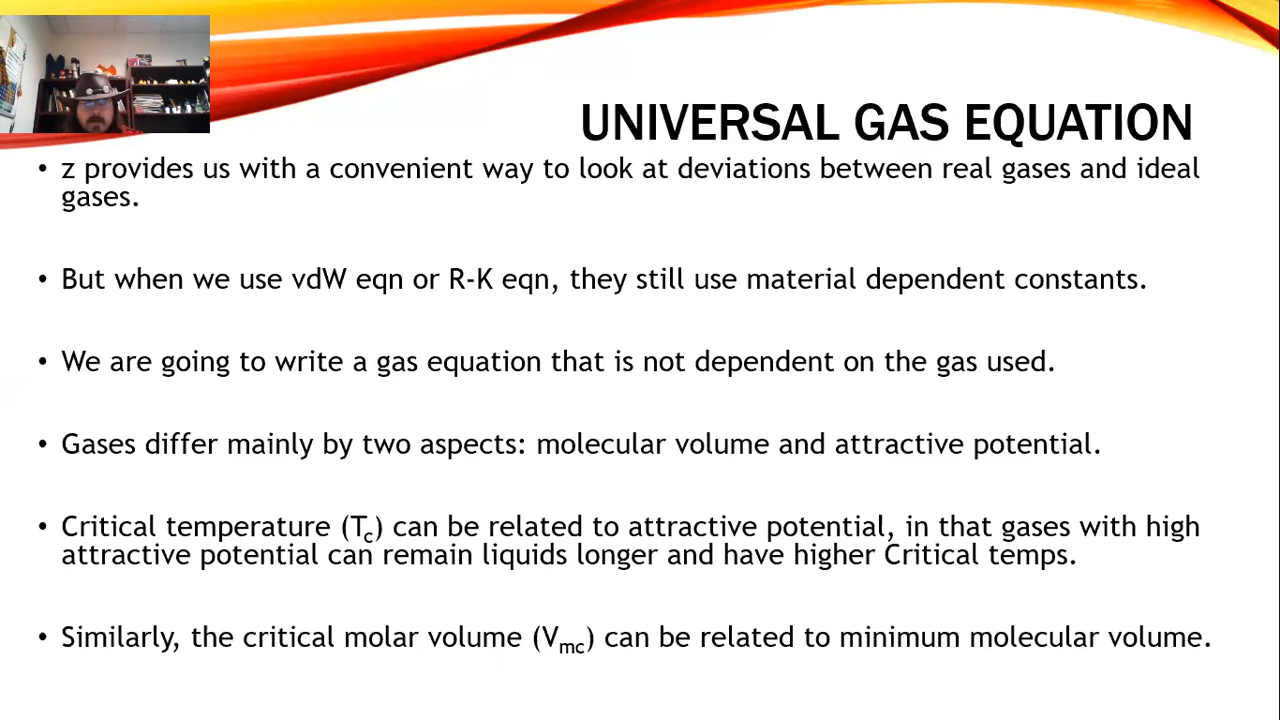 UNIVERSAL GAS EQUATION
• z provides us with a convenient way to look at deviations between real gases and ideal
gases.
• But when we use vdW eqn or R-K eqn, they still use material dependent constants.
• We are going to write a gas equation that is not dependent on the gas used.
• Gases differ mainly by two aspects: molecular volume and attractive potential.
• Critical temperature (Tc) can be related to attractive potential, in that gases with high
attractive potential can remain liquids longer and have higher Critical temps.
• Similarly, the critical molar volume (Vmc) can be related to minimum molecular volume.